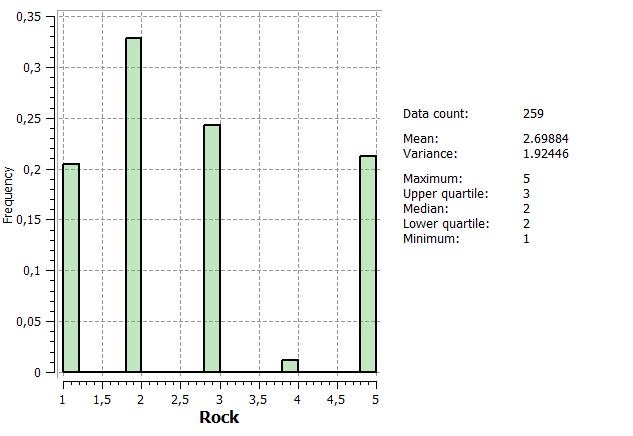 0,35
0,3
0,25
0,2
0,15
0,1
0,05
0
Frequency
1 1,5 2 2,5 3 3,5 4 4,5 5
Rock
Data count: 259
Mean: 2.69884
Variance: 1.92446
Maximum: 5
Upper quartile: 3
Median: 2
Lower quartile: 2
Minimum: 1